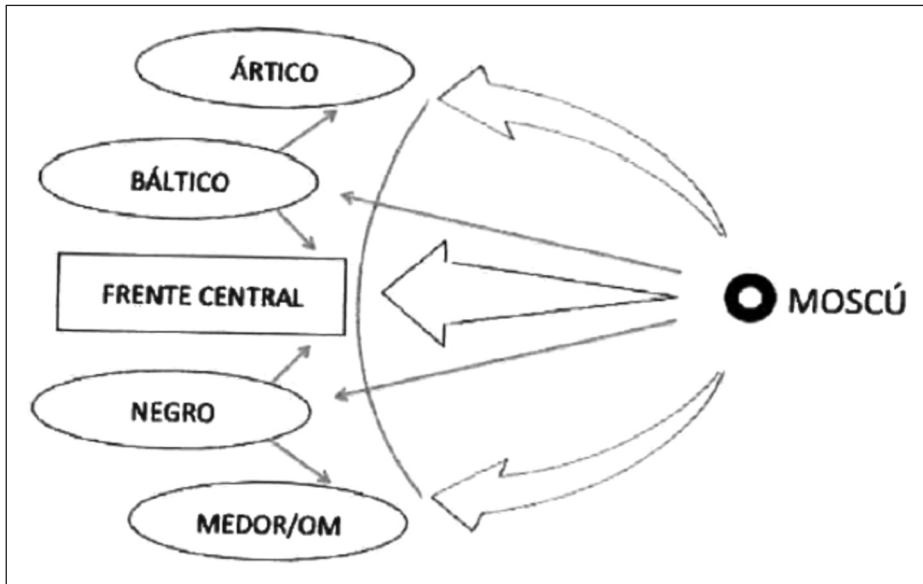 ÁRTICO
BÁLTICO
FRENTE CENTRAL
MOSCÚ
NEGRO
MEDOR/OM